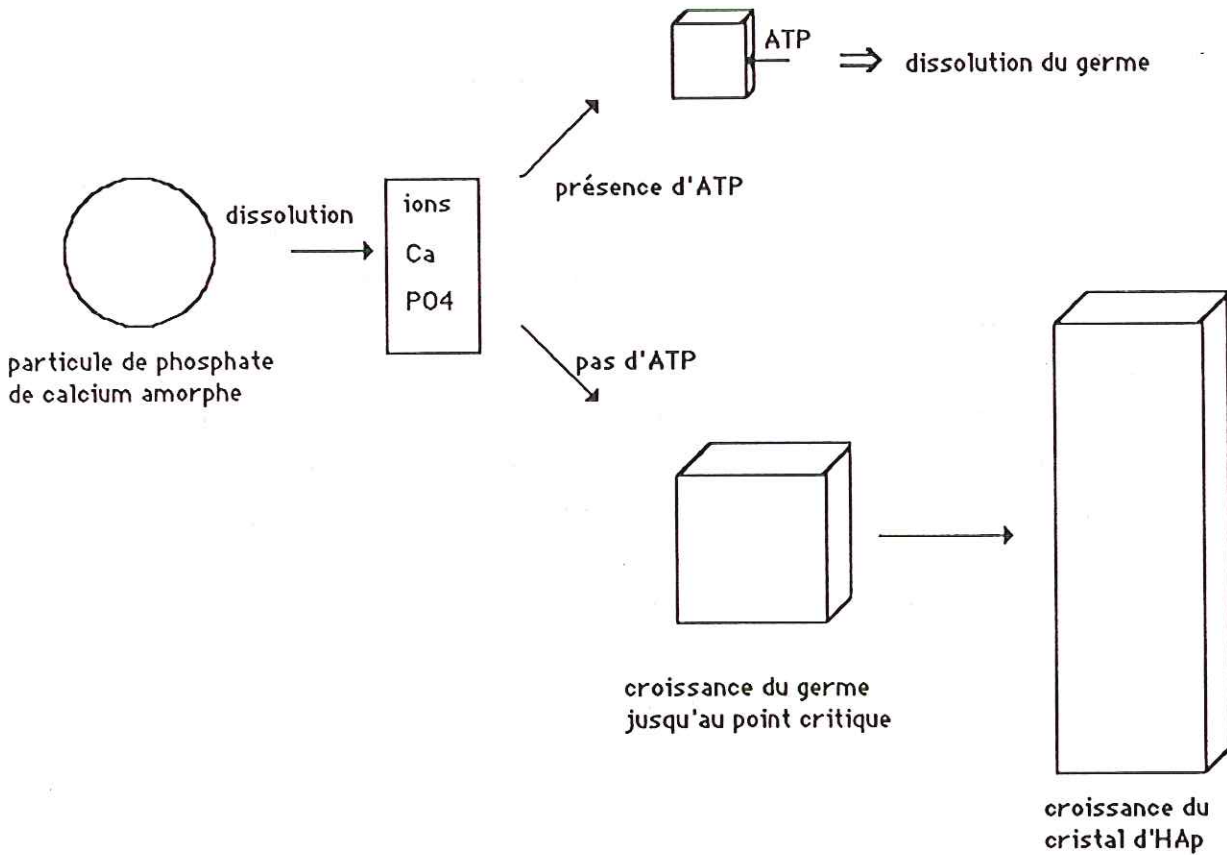 ATP
dissolution du germe
présence d'ATP
dissolution
ions
Ca
PO4
particule de phosphate
de calcium amorphe
pas d'ATP
croissance du germe
jusqu'au point critique
croissance du
cristal d'HAp